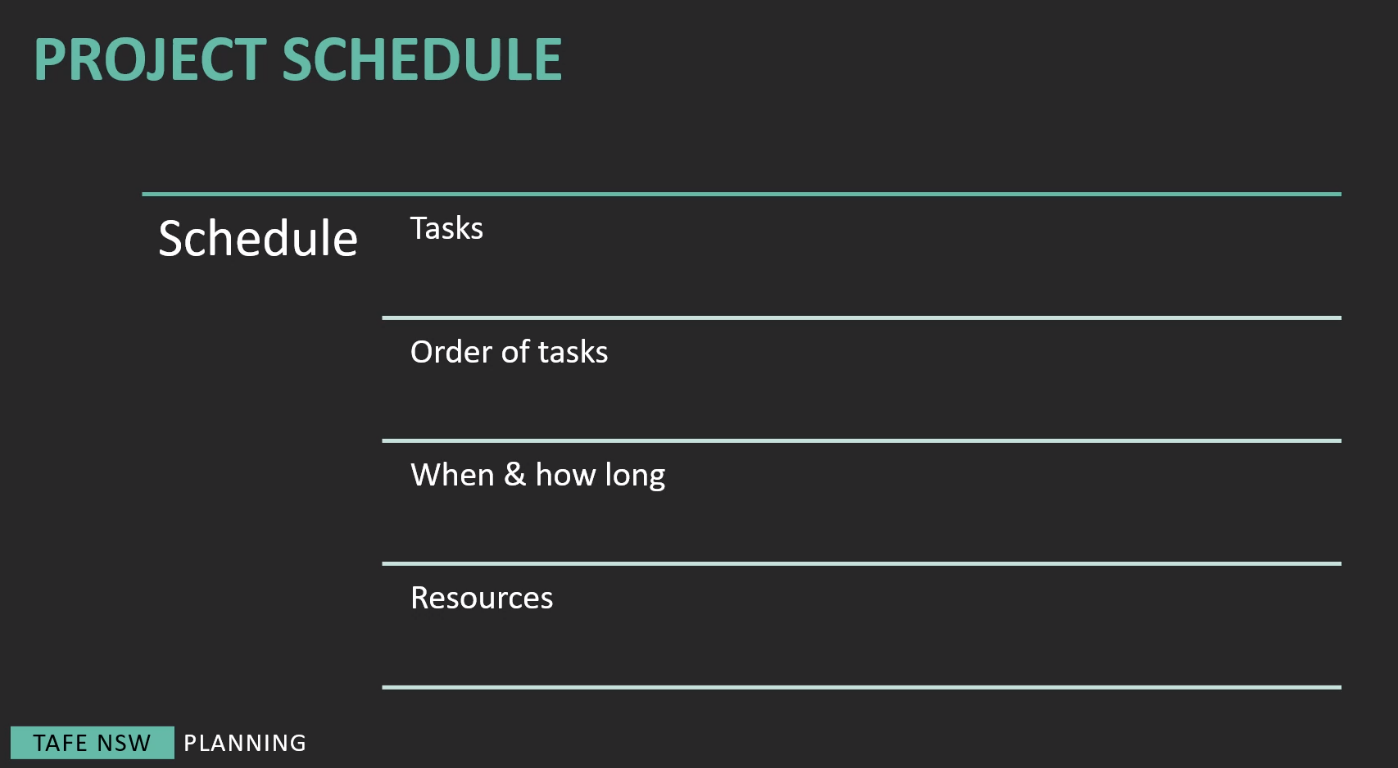 PROJECT SCHEDULE
Schedule
Tasks
Order of tasks
When & how long
Resources
TAFE NSW PLANNING